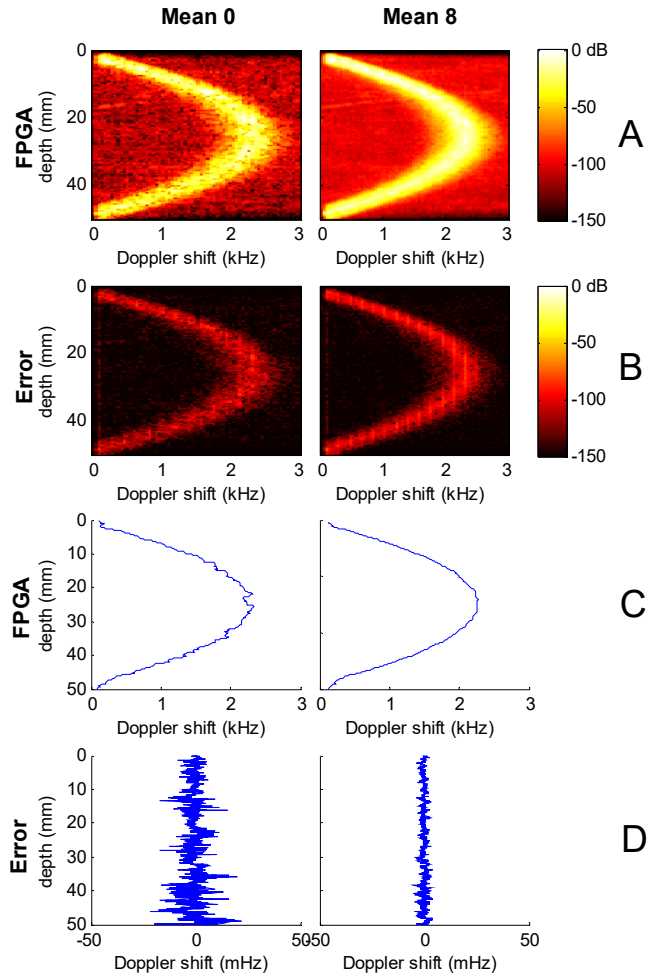 Mean 0 Mean 8
0
20
40
FPGA
depth (mm)
0 1 2 3
Doppler shift (kHz)
0 1 2 3
Doppler shift (kHz)
0 dB
-50
-100
-150
A
0
20
40
Error
depth (mm)
0 1 2 3
Doppler shift (kHz)
0 1 2 3
Doppler shift (kHz)
0 dB
-50
-100
-150
B
0
10
20
30
40
50
FPGA
depth (mm)
0 1 2 3
Doppler shift (kHz)
0 1 2 3
Doppler shift (kHz)
C
0
10
20
30
40
50
Error
depth (mm)
-50 0 50
Doppler shift (mHz)
-50 0 50
Doppler shift (mHz)
D